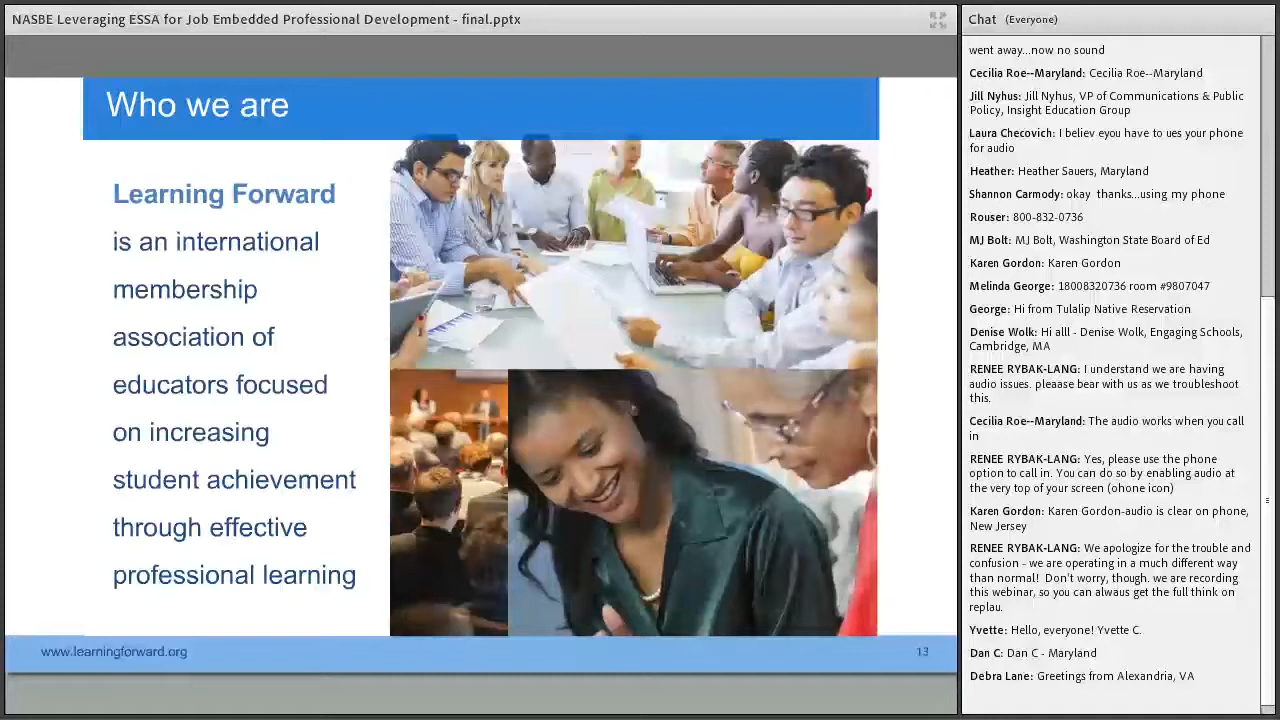 NASBE Leveraging ESSA for Job Embedded Professional Development - final.pptx
Who we are
Learning Forward
is an international
membership
association of
educators focused
on increasing
student achievement
through effective
professional learning
www.learningforward.org
13
Chat (Everyone)
went away...now no sound
Cecilia Roe--Maryland: Cecilia Roe--Maryland
Jill Nyhus: Jill Nyhus, VP of Communications & Public
Policy, Insight Education Group
Laura Checovich: I believ eyou have to ues your phone
for audio
Heather: Heather Sauers, Maryland
Shannon Carmody: okay thanks...using my phone
Rouser: 800-832-0736
MJ Bolt: MJ Bolt, Washington State Board of Ed
Karen Gordon: Karen Gordon
Melinda George: 18008320736 room #9807047
George: Hi from Tulalip Native Reservation
Denise Wolk: Hi alll - Denise Wolk, Engaging Schools,
Cambridge, MA
RENEE RYBAK-LANG: I understand we are having
audio issues. pleaase bear with us as we troubleshoot
this.
Cecilia Roe--Maryland: The audio works when you call
in
RENEE RYBAK-LANG: Yes, please use the phone
option to call in. You can do so by enabling audio at
the very top of your screen (ohone icon)
Karen Gordon: Karen Gordon-audio is clear on phone,
New Jersey
RENEE RYBAK-LANG: We apologize for the trouble and
confusion - we are operating in a much different way
than normal! Don't worry, though. we are recording
this webinar, so you can alwaus get the full think on
replau.
Yvette: Hello, everyone! Yvette C.
Dan C: Dan C - Maryland
Debra Lane: Greetings from Alexandria, VA